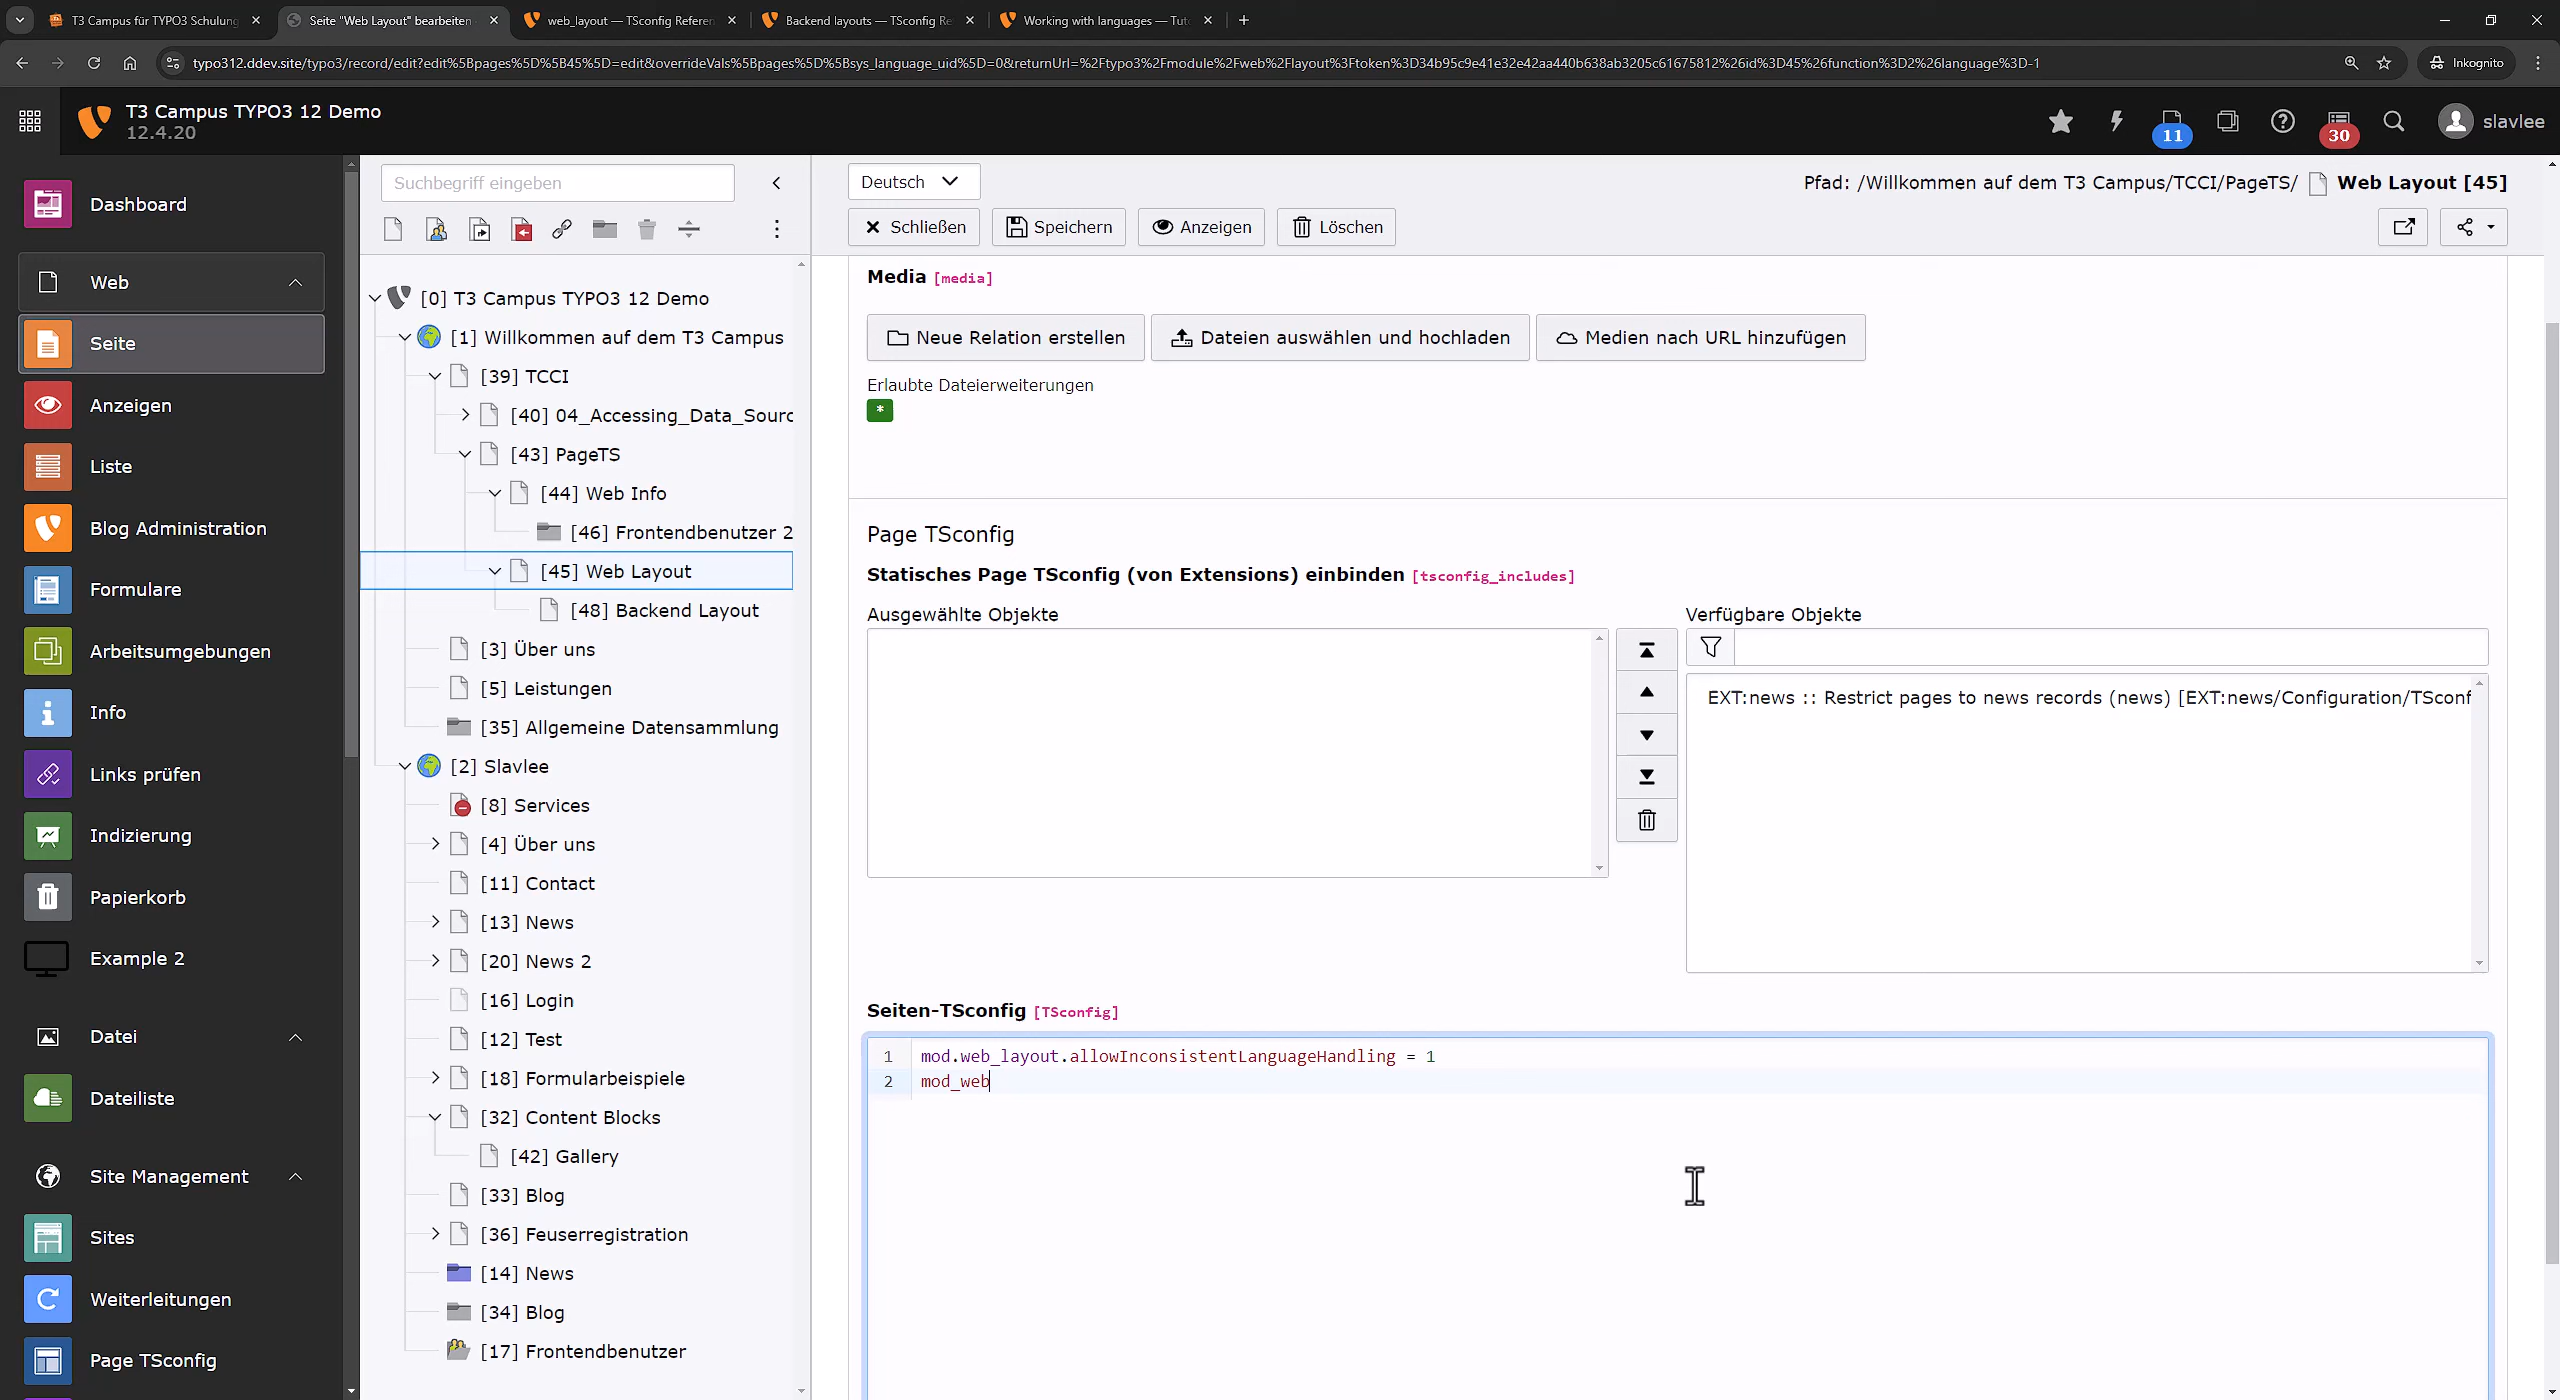 T3 Campus für TYPO3 Schulung
Seite "Web Layout" bearbeiten
web_layout — TSconfig Referen
Backend layouts — TSconfig Re
Working with languages — Tut
typo312.ddev.site/typo3/record/edit?edit%5Bpages%5D%5B45%5D=edit&overrideVals%5Bpages%5D%5Bsys_language_uid%5D=0&returnUrl=%2Ftypo3%2Fmodule%2Fweb%2Flayout%3Ftoken%3D34b95c9e41e32e42aa440b638ab3205c61675812%26id%3D45%26function%3D2%26language%3D-1
Inkognito
T3 Campus TYPO3 12 Demo
12.4.20
11
30
slavlee
Dashboard
Web
Seite
Anzeigen
Liste
Blog Administration
Formulare
Arbeitsumgebungen
Info
Links prüfen
Indizierung
Papierkorb
Example 2
Datei
Dateiliste
Site Management
Sites
Weiterleitungen
Page TSconfig
Suchbegriff eingeben
[0] T3 Campus TYPO3 12 Demo
[1] Willkommen auf dem T3 Campus
[39] TCCI
[40] 04_Accessing_Data_Sourc
[43] PageTS
[44] Web Info
[46] Frontendbenutzer 2
[45] Web Layout
[48] Backend Layout
[3] Über uns
[5] Leistungen
[35] Allgemeine Datensammlung
[2] Slavlee
[8] Services
[4] Über uns
[11] Contact
[13] News
[20] News 2
[16] Login
[12] Test
[18] Formularbeispiele
[32] Content Blocks
[42] Gallery
[33] Blog
[36] Feuserregistration
[14] News
[34] Blog
[17] Frontendbenutzer
Deutsch
Pfad: /Willkommen auf dem T3 Campus/TCCI/PageTS/ Web Layout [45]
Schließen
Speichern
Anzeigen
Löschen
Media [media]
Neue Relation erstellen
Dateien auswählen und hochladen
Medien nach URL hinzufügen
Erlaubte Dateierweiterungen
*
Page TSconfig
Statisches Page TSconfig (von Extensions) einbinden [tsconfig_includes]
Ausgewählte Objekte
Verfügbare Objekte
EXT:news :: Restrict pages to news records (news) [EXT:news/Configuration/TSconf
Seiten-TSconfig [TSconfig]
1 mod.web_layout.allowInconsistentLanguageHandling = 1
2 mod_web